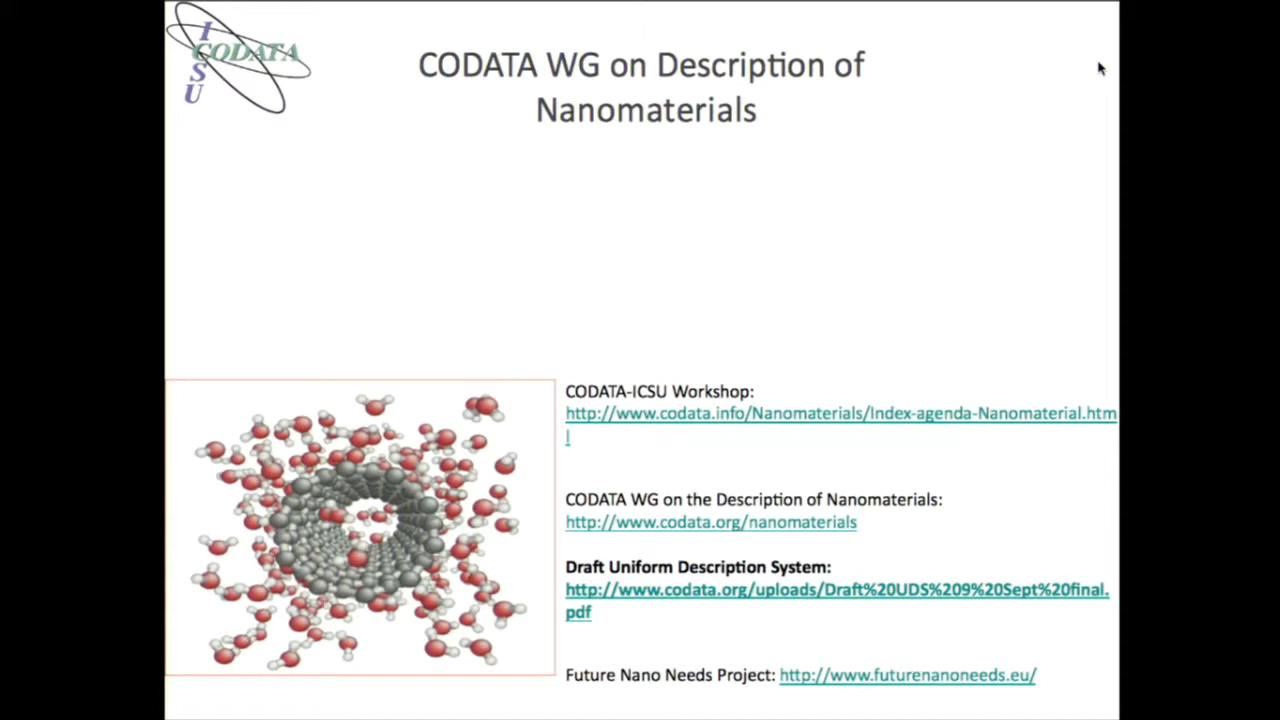 I
CODATA
S
U
CODATA WG on Description of
Nanomaterials
CODATA-ICSU Workshop:
http://www.codata.info/Nanomaterials/Index-agenda-Nanomaterial.htm
l
CODATA WG on the Description of Nanomaterials:
http://www.codata.org/nanomaterials
Draft Uniform Description System:
http://www.codata.org/uploads/Draft%20UDS%209%20Sept%20final.
pdf
Future Nano Needs Project: http://www.futurenanoneeds.eu/